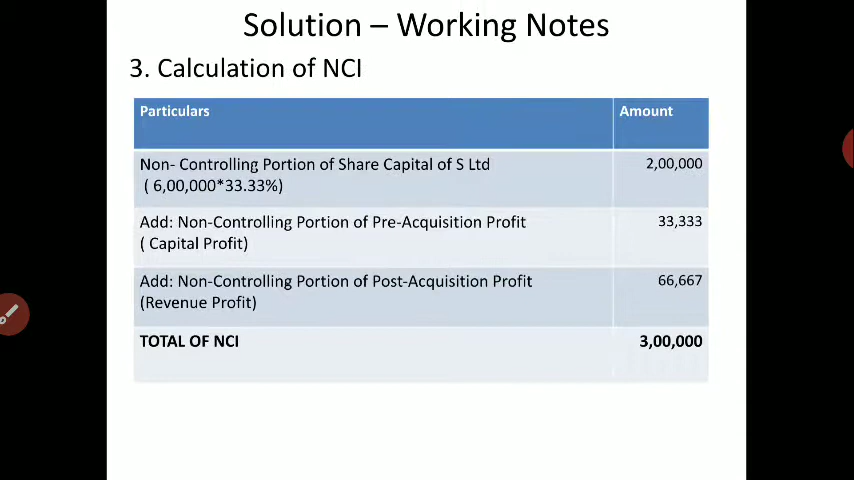 Solution – Working Notes
3. Calculation of NCI
Particulars Amount
Non- Controlling Portion of Share Capital of S Ltd 2,00,000
( 6,00,000*33.33%)
Add: Non-Controlling Portion of Pre-Acquisition Profit 33,333
( Capital Profit)
Add: Non-Controlling Portion of Post-Acquisition Profit 66,667
(Revenue Profit)
TOTAL OF NCI 3,00,000